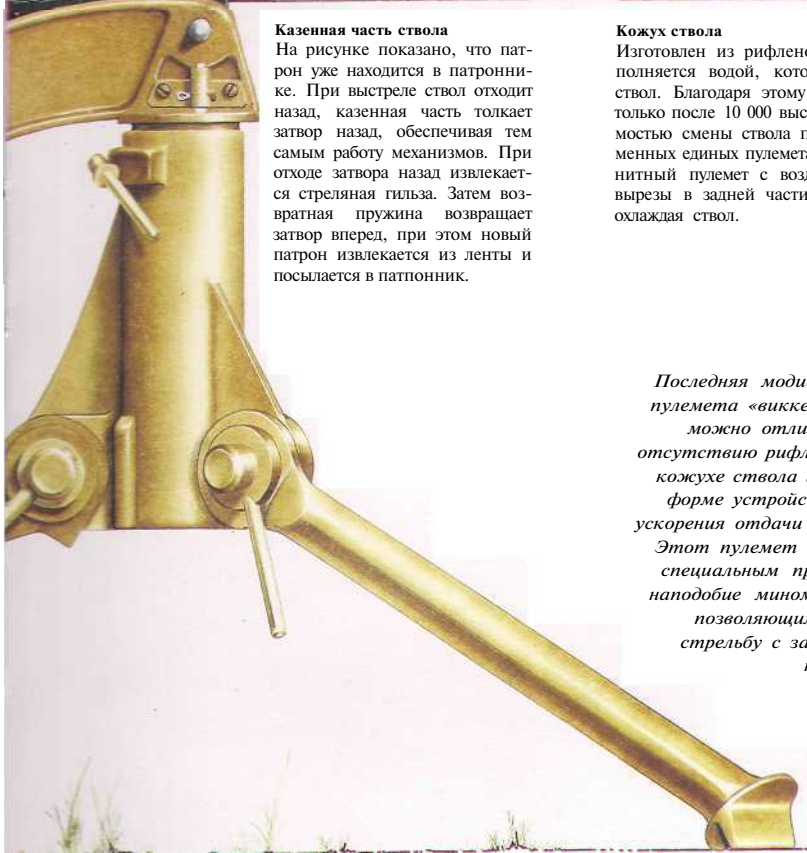 Казенная часть ствола
На рисунке показано, что пат-
рон уже находится в патронни-
ке. При выстреле ствол отходит
назад, казенная часть толкает
затвор назад, обеспечивая тем
самым работу механизмов. При
отходе затвора назад извлекает-
ся стреляная гильза. Затем воз-
вратная пружина возвращает
затвор вперед, при этом новый
патрон извлекается из ленты и
посылается в патпонник.
Кожух ствола
Изготовлен из рифлено
полняется водой, кото
ствол. Благодаря этому
только после 10 000 выс
мостью смены ствола п
менных единых пулемета
нитный пулемет с возд
вырезы в задней части
охлаждая ствол.
Последняя моди
пулемета «викке
можно отли
отсутствию рифл
кожухе ствола
форме устройс
ускорения отдачи
Этот пулемет
специальным пр
наподобие мином
позволяющи
стрельбу с за